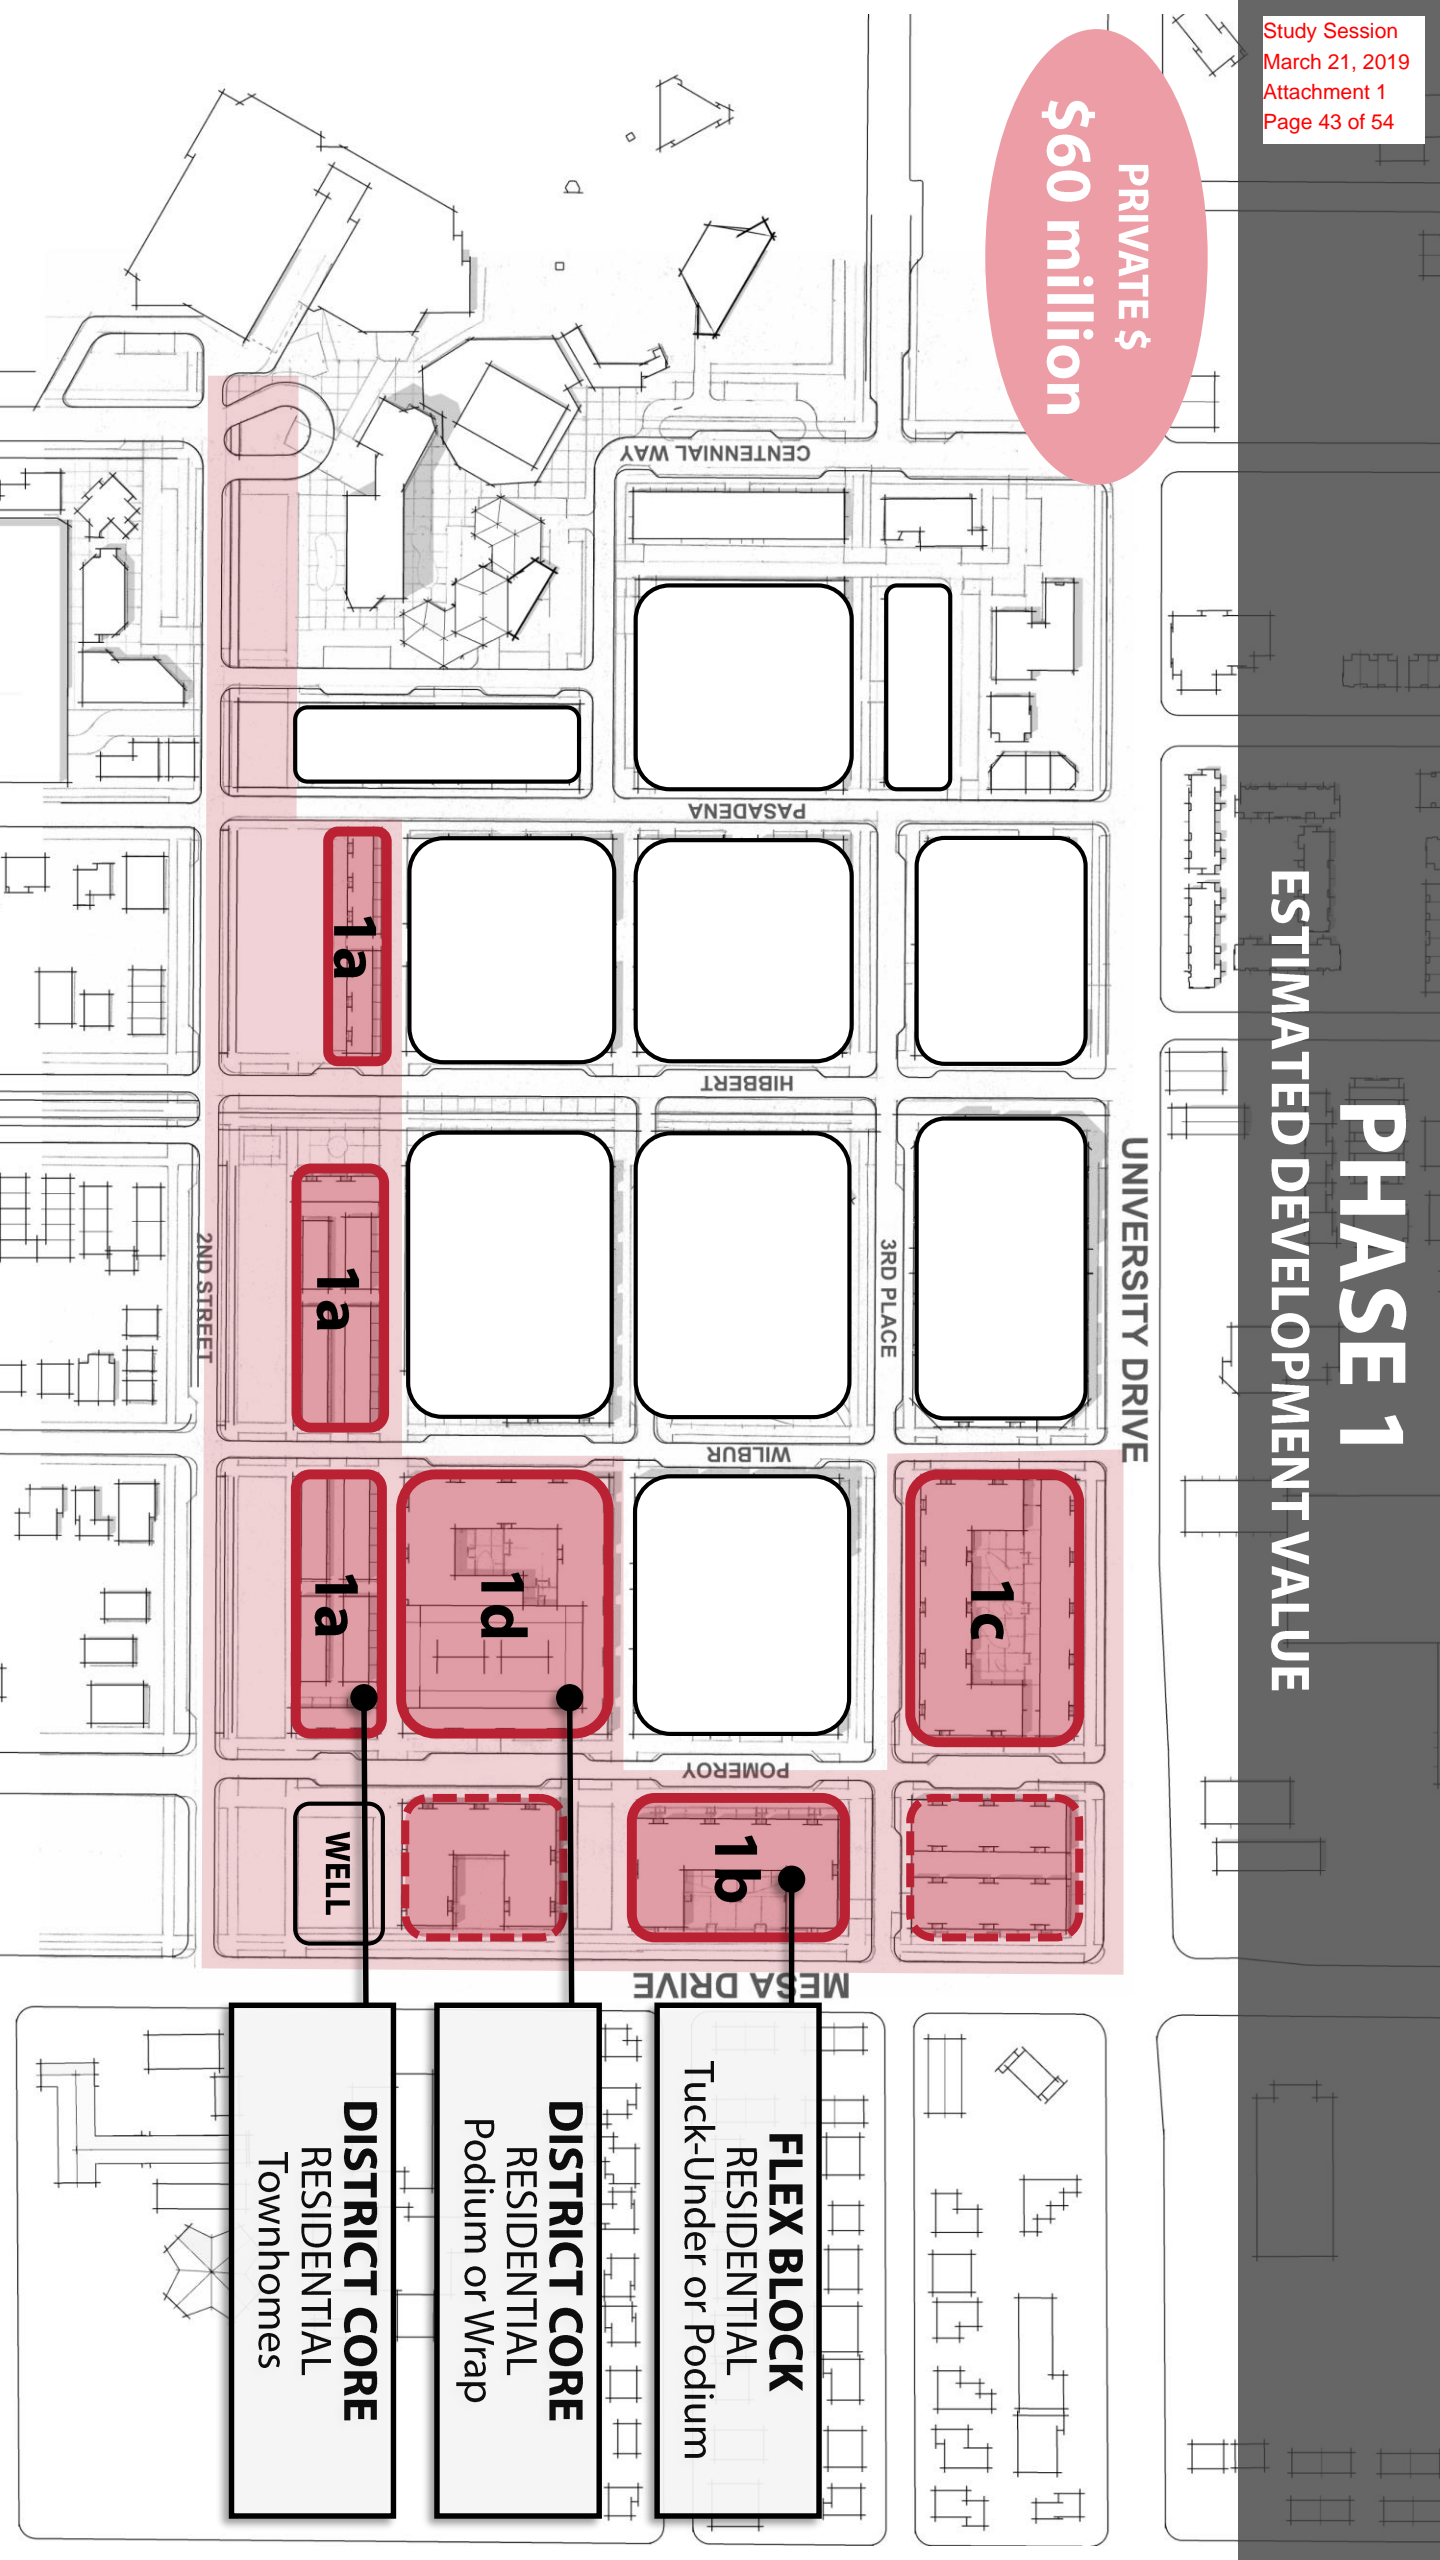 Study Session
March 21, 2019
Attachment 1
Page 43 of 54
PHASE 1
ESTIMATED DEVELOPMENT VALUE
PRIVATE $
$60 million
UNIVERSITY DRIVE
3RD PLACE
2ND STREET
CENTENNIAL WAY
PASADENA
HIBBERT
WILBUR
POMEROY
MESA DRIVE
1c
1b
1d
1a
1a
1a
WELL
FLEX BLOCK
RESIDENTIAL
Tuck-Under or Podium
DISTRICT CORE
RESIDENTIAL
Podium or Wrap
DISTRICT CORE
RESIDENTIAL
Townhomes